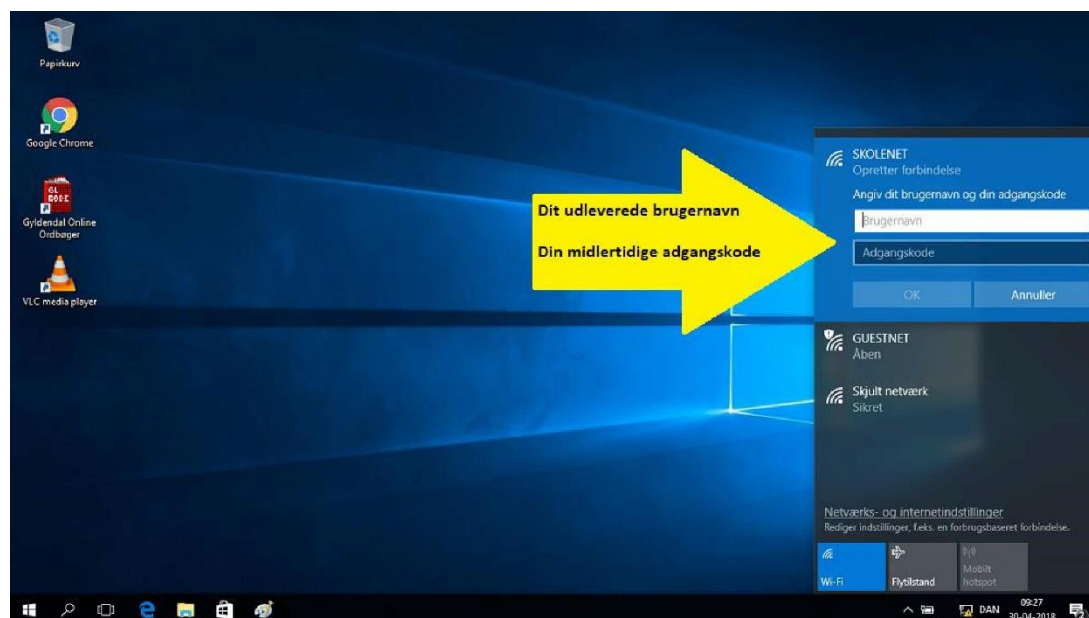 Papirkurv
Google Chrome
GL
Gyldendal Online
Ordbøger
VLC media player
Dit udleverede brugernavn
Din midlertidige adgangskode
SKOLENET
Opretter forbindelse
Angiv dit brugernavn og din adgangskode
Brugernavn
Adgangskode
OK Annuller
GUESTNET
Åben
Skjult netværk
Sikret
Netværks- og internetindstillinger
Rediger indstillinger, f.eks. en forbrugsbaseret forbindelse.
Wi-Fi
Flytilstand
Mobilt
hotspot
DAN
09:27
30-04-2018